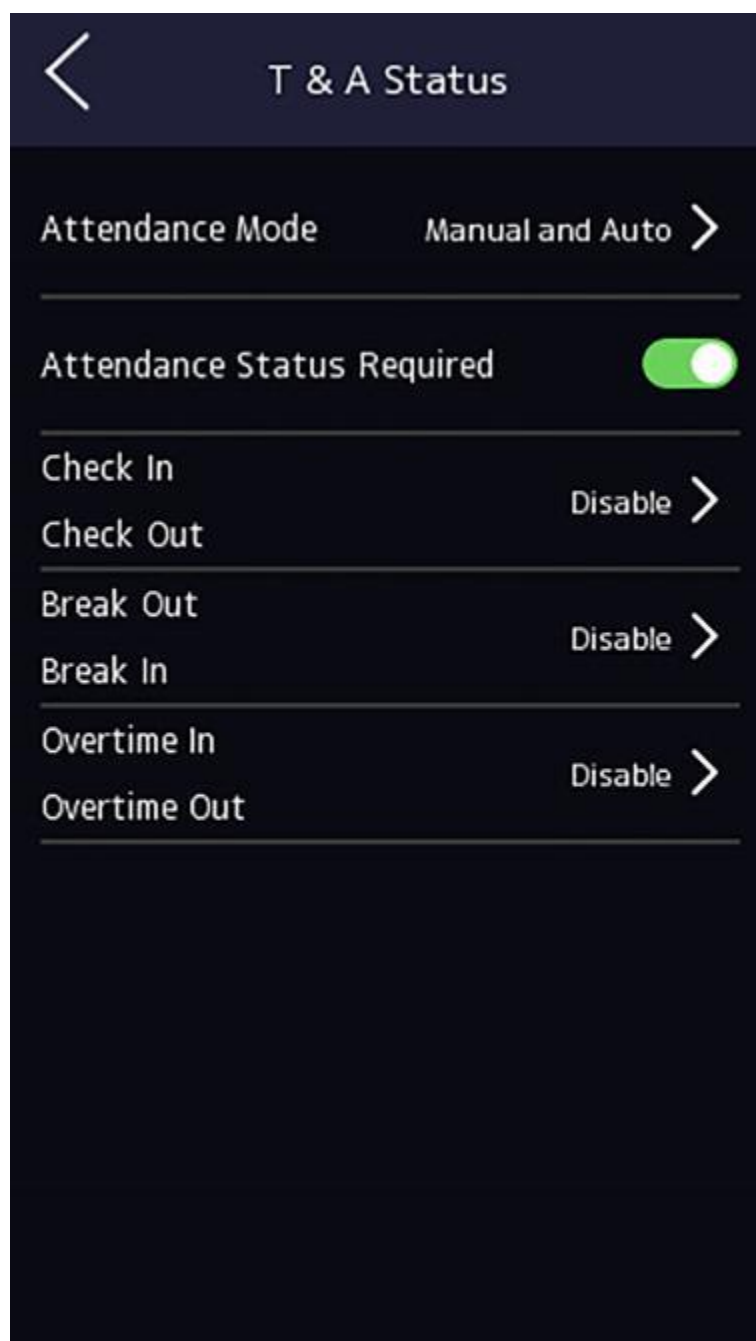 T & A Status
Attendance Mode Manual and Auto
Attendance Status Required
Check In
Disable
Check Out
Break Out
Disable
Break In
Overtime In
Disable
Overtime Out